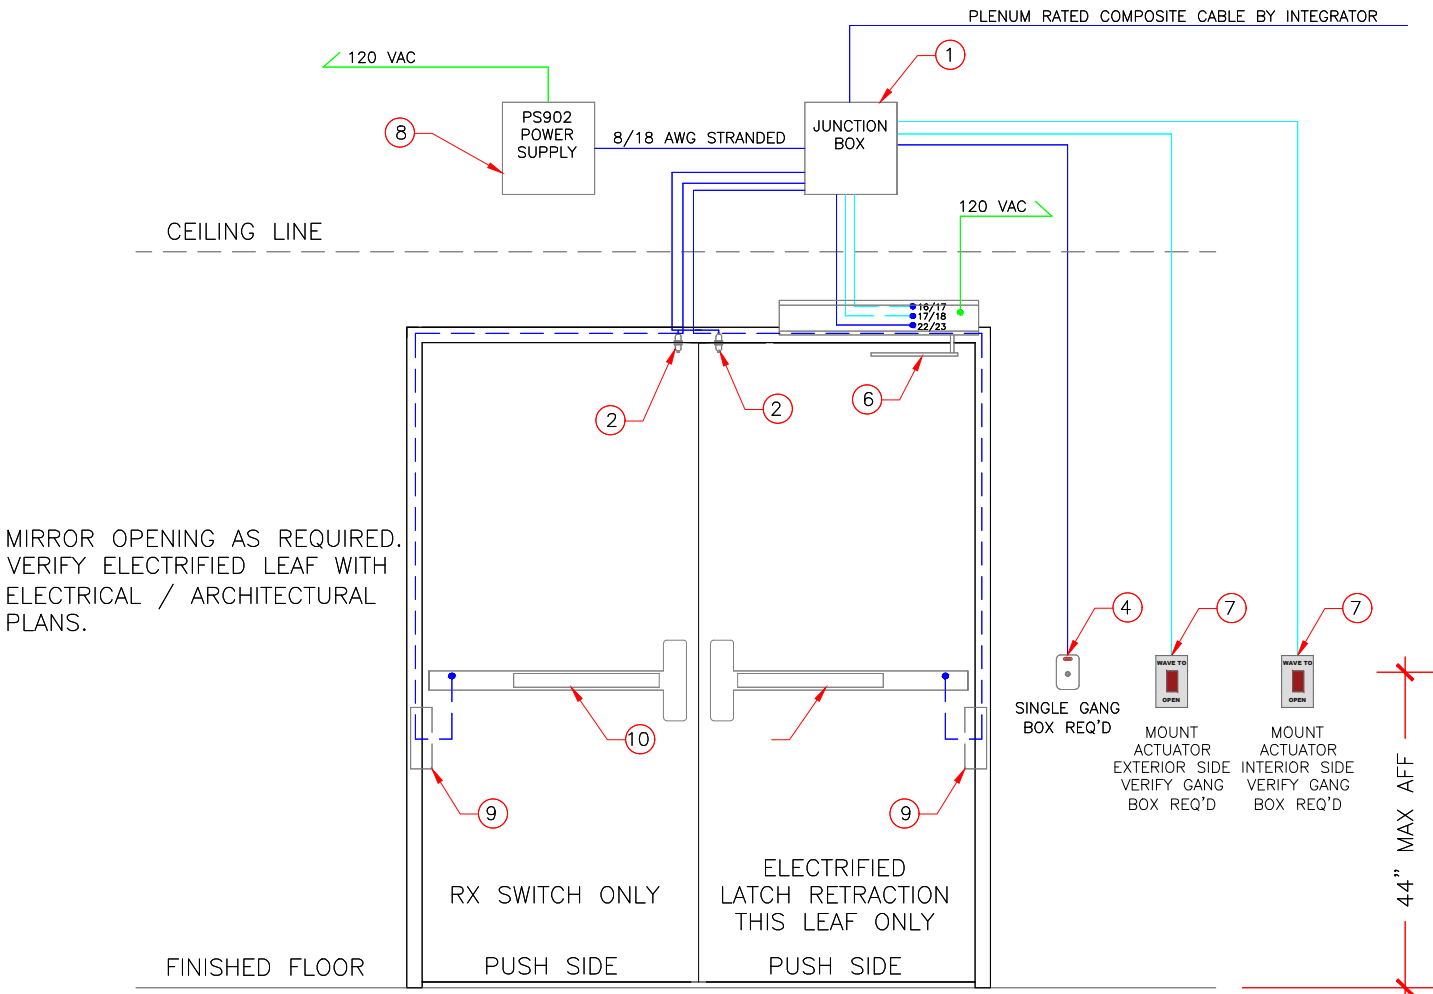 PLENUM RATED COMPOSITE CABLE BY INTEGRATOR
120 VAC
1
8
PS902
POWER
SUPPLY
8/18 AWG STRANDED
JUNCTION
BOX
120 VAC
CEILING LINE
16/17
17/18
22/23
2
2
6
MIRROR OPENING AS REQUIRED.
VERIFY ELECTRIFIED LEAF WITH
ELECTRICAL / ARCHITECTURAL
PLANS.
4
7
7
WAVE TO
OPEN
WAVE TO
OPEN
SINGLE GANG
BOX REQ'D
MOUNT
ACTUATOR
EXTERIOR SIDE
VERIFY GANG
BOX REQ'D
MOUNT
ACTUATOR
INTERIOR SIDE
VERIFY GANG
BOX REQ'D
44" MAX AFF
10
9
9
RX SWITCH ONLY
ELECTRIFIED
LATCH RETRACTION
THIS LEAF ONLY
FINISHED FLOOR
PUSH SIDE
PUSH SIDE